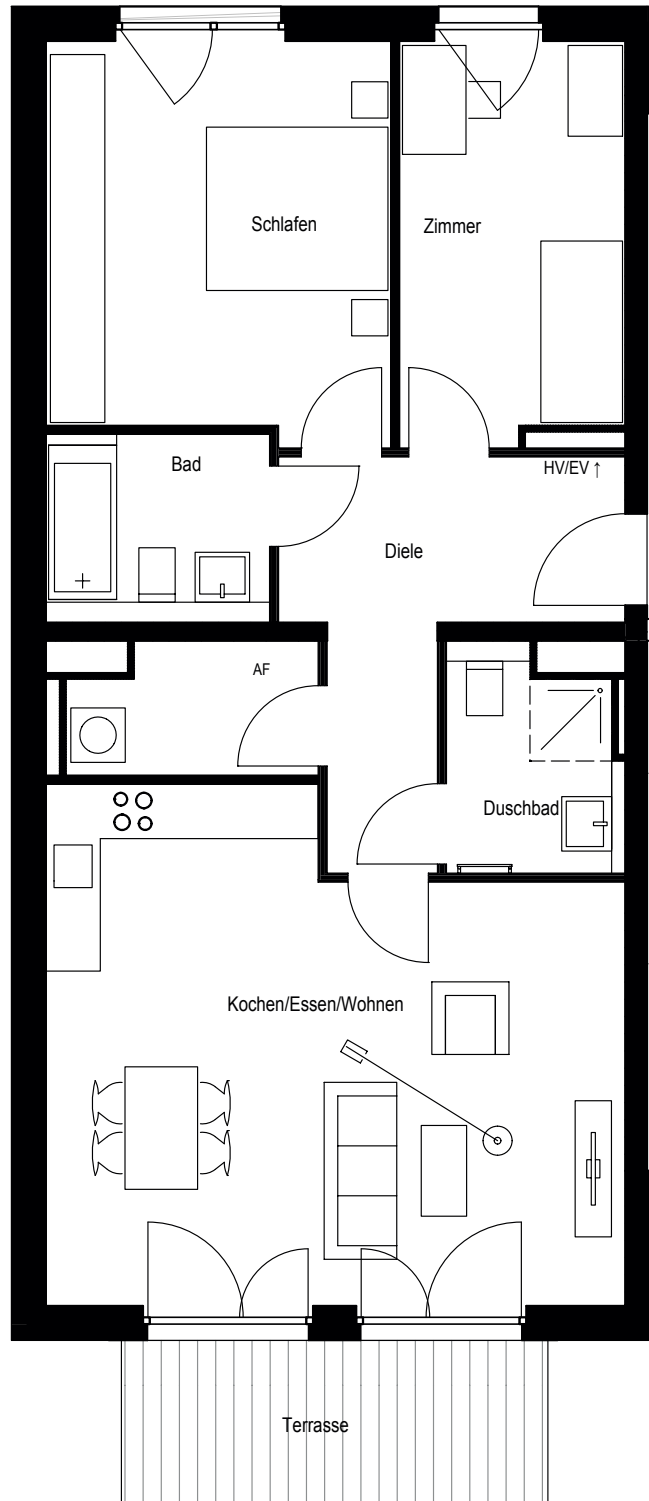 Schlafen
Zimmer
Bad
HV/EV ↑
Diele
AF
Duschbad
Kochen/Essen/Wohnen
Terrasse